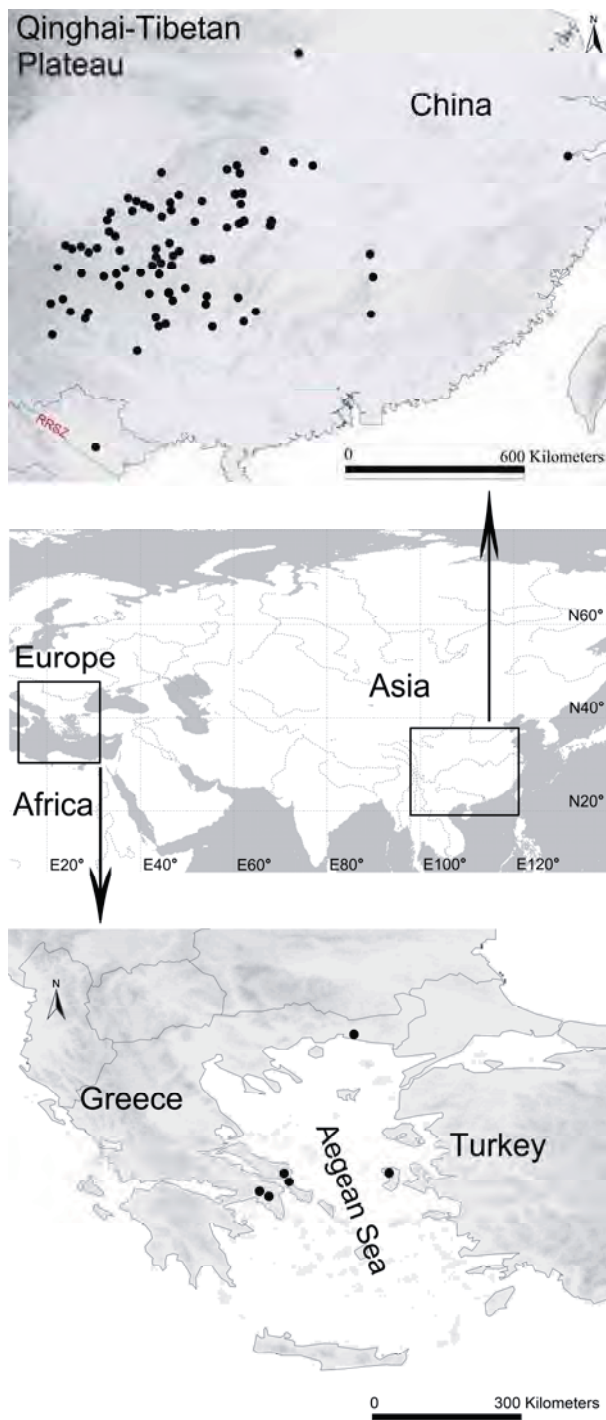 Qinghai-Tibetan
Plateau
N
China
RRSZ
0 600 Kilometers
N60°
Europe
Asia
N40°
Africa
N20°
E20° E40° E60° E80° E100° E120°
N
Greece
Turkey
Aegean Sea
0 300 Kilometers